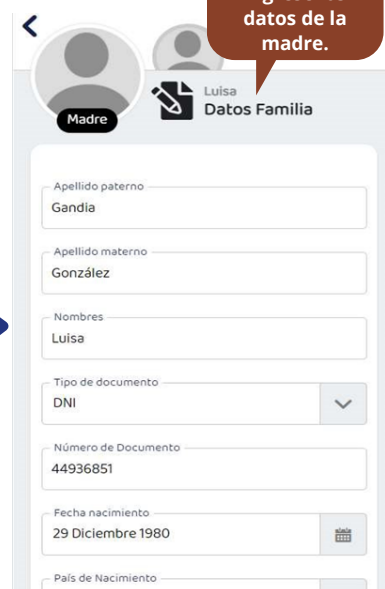 datos de la
madre.
Luisa
Datos Familia
Madre
Apellido paterno
Gandia
Apellido materno
González
Nombres
Luisa
Tipo de documento
DNI
Número de Documento
44936851
Fecha nacimiento
29 Diciembre 1980
País de Nacimiento